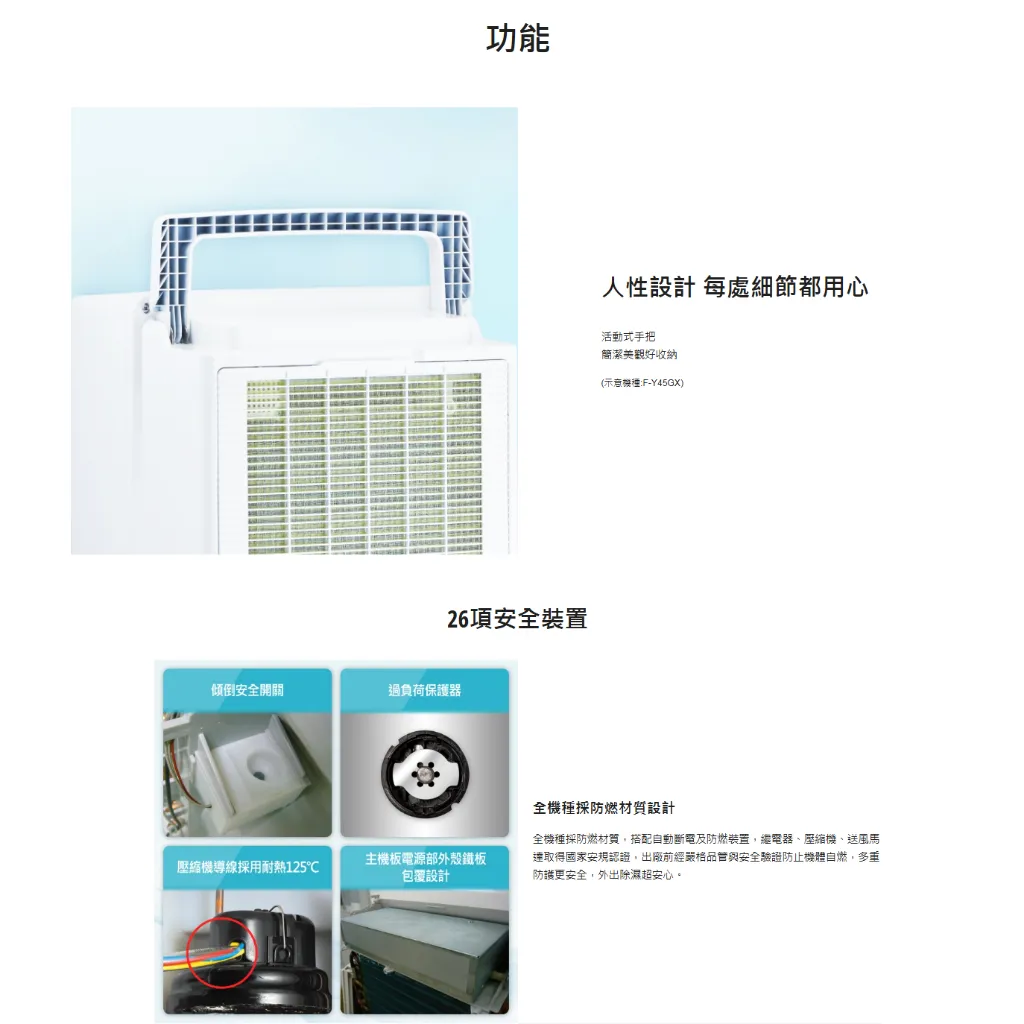 功能
人性設計 每處細節都用心
活動式手把
簡潔美觀好收納
(示意機種:F-Y45GX)
26項安全裝置
傾倒安全開關
過負荷保護器
壓縮機導線採用耐熱125℃
主機板電源部外殼鐵板
包覆設計
全機種採防燃材質設計
全機種採防燃材質，搭配自動斷電及防燃裝置，繼電器、壓縮機、送風馬
達取得國家安規認證，出廠前經嚴格品管與安全驗證防止機體自燃，多重
防護更安全，外出除濕超安心。